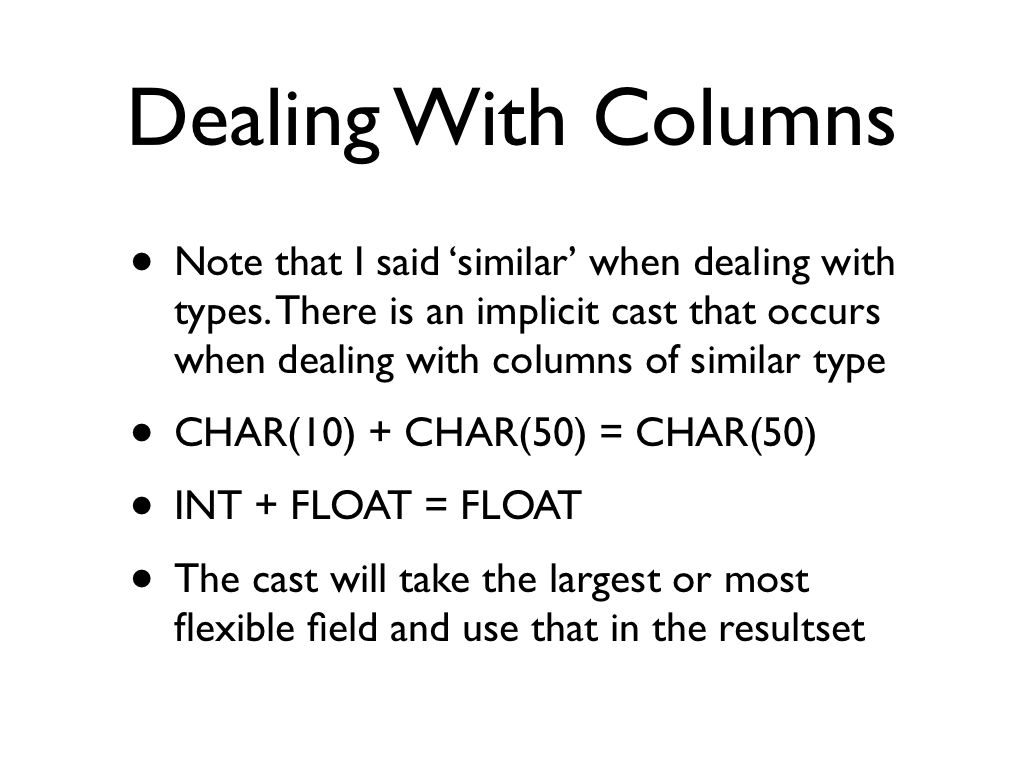 Dealing With Columns
• Note that I said ‘similar’ when dealing with
types. There is an implicit cast that occurs
when dealing with columns of similar type
• CHAR(10) + CHAR(50) = CHAR(50)
• INT + FLOAT = FLOAT
• The cast will take the largest or most
flexible field and use that in the resultset